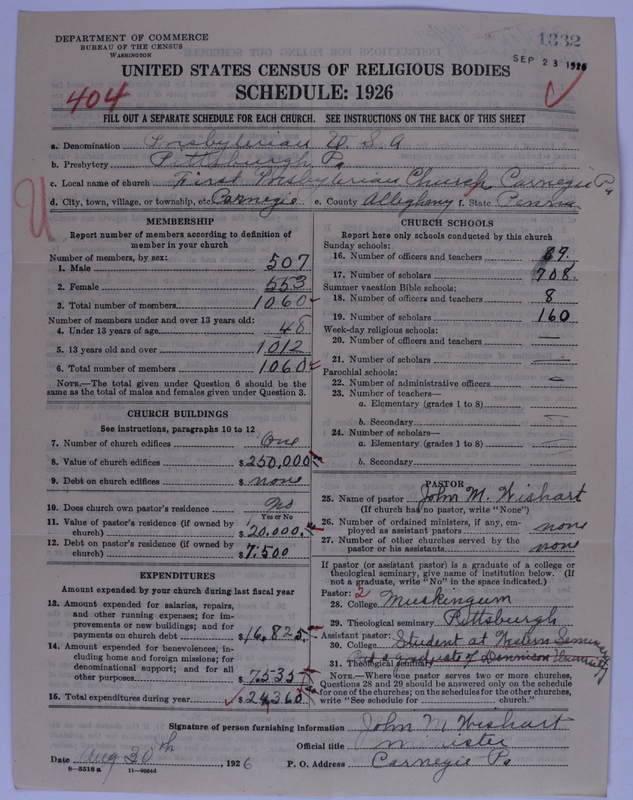 DEPARTMENT OF COMMERCE
BUREAU OF THE CENSUS
WASHINGTON
1332
SEP 23 1926
UNITED STATES CENSUS OF RELIGIOUS BODIES
SCHEDULE: 1926
404
FILL OUT A SEPARATE SCHEDULE FOR EACH CHURCH. SEE INSTRUCTIONS ON THE BACK OF THIS SHEET
a. Denomination Presbyterian U.S.A
b. Presbytery Pittsburgh Pa.
c. Local name of church First Presbyterian Church, Carnegie Pa
d. City, town, village, or township, etc Carnegie e. County Allegheny f. State Penna.
MEMBERSHIP
Report number of members according to definition of member in your church
Number of members, by sex:
1. Male 507
2. Female 553
3. Total number of members 1060
Number of members under and over 13 years old:
4. Under 13 years of age 48
5. 13 years old and over 1012
6. Total number of members 1060
NOTE.—The total given under Question 6 should be
same as the total of males and females given under Question 3.
CHURCH BUILDINGS
See instructions, paragraphs 10 to 12
7. Number of church edifices One
8. Value of church edifices $250,000
9. Debt on church edifices $ none
10. Does church own pastor's residence Yes
Yes or No
11. Value of pastor's residence (if owned by
church) $20,000.
12. Debt on pastor's residence (if owned by
church) $7,500
EXPENDITURES
Amount expended by your church during last fiscal year
13. Amount expended for salaries, repairs,
and other running expenses; for im-
provements or new buildings; and for
payments on church debt $16,825.
14. Amount expended for benevolences, in-
cluding home and foreign missions; for
denominational support; and for all
other purposes $7535
15. Total expenditures during year $24,360
CHURCH SCHOOLS
Report here only schools conducted by this church
Sunday schools:
16. Number of officers and teachers 69.
17. Number of scholars 708.
Summer vacation Bible schools:
18. Number of officers and teachers 8
19. Number of scholars 160
Week-day religious schools:
20. Number of officers and teachers —
21. Number of scholars —
Parochial schools:
22. Number of administrative officers —
23. Number of teachers—
a. Elementary (grades 1 to 8)
b. Secondary —
24. Number of scholars—
a. Elementary (grades 1 to 8) —
b. Secondary
PASTOR
25. Name of pastor John M. Wishart
(If church has no pastor, write "None")
26. Number of ordained ministers, if any, em-
ployed as assistant pastors none
27. Number of other churches served by the
pastor or his assistants none
If pastor (or assistant pastor) is a graduate of a college or
theological seminary, give name of institution below. (If
not a graduate, write "No" in the space indicated.)
Pastor: 2
28. College Muskingum
29. Theological seminary Pittsburgh
Assistant pastor:
30. College Student at
31. Theological seminary graduate of Dennison University
NOTE.—Where one pastor serves two or more churches,
Questions 28 and 29 should be answered only on the schedule
for one of the churches; on the schedules for the other churches,
write "See schedule for church."
Signature of person furnishing information John M Wishart
Official title minister
Date Aug 30th, 1926 P. O. Address Carnegie Pa
8—5518a 11—9054d